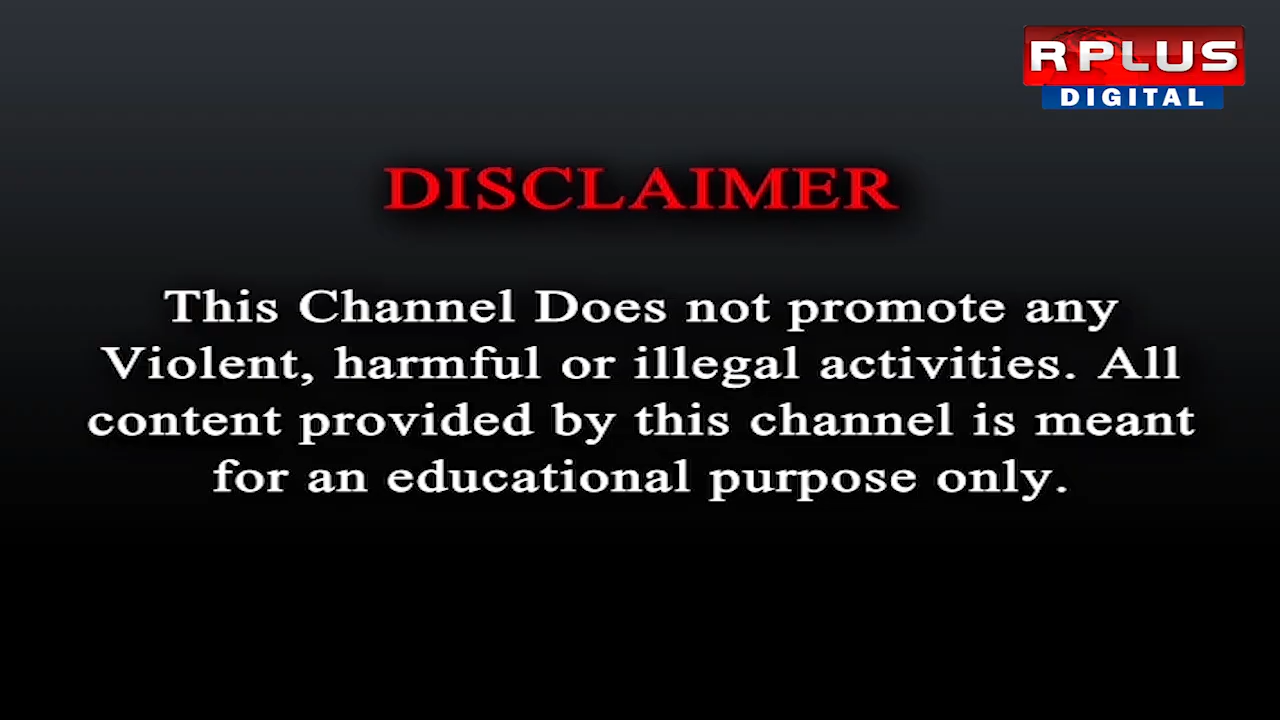 RPLUS
DIGITAL
DISCLAIMER
This Channel Does not promote any
Violent, harmful or illegal activities. All
content provided by this channel is meant
for an educational purpose only.